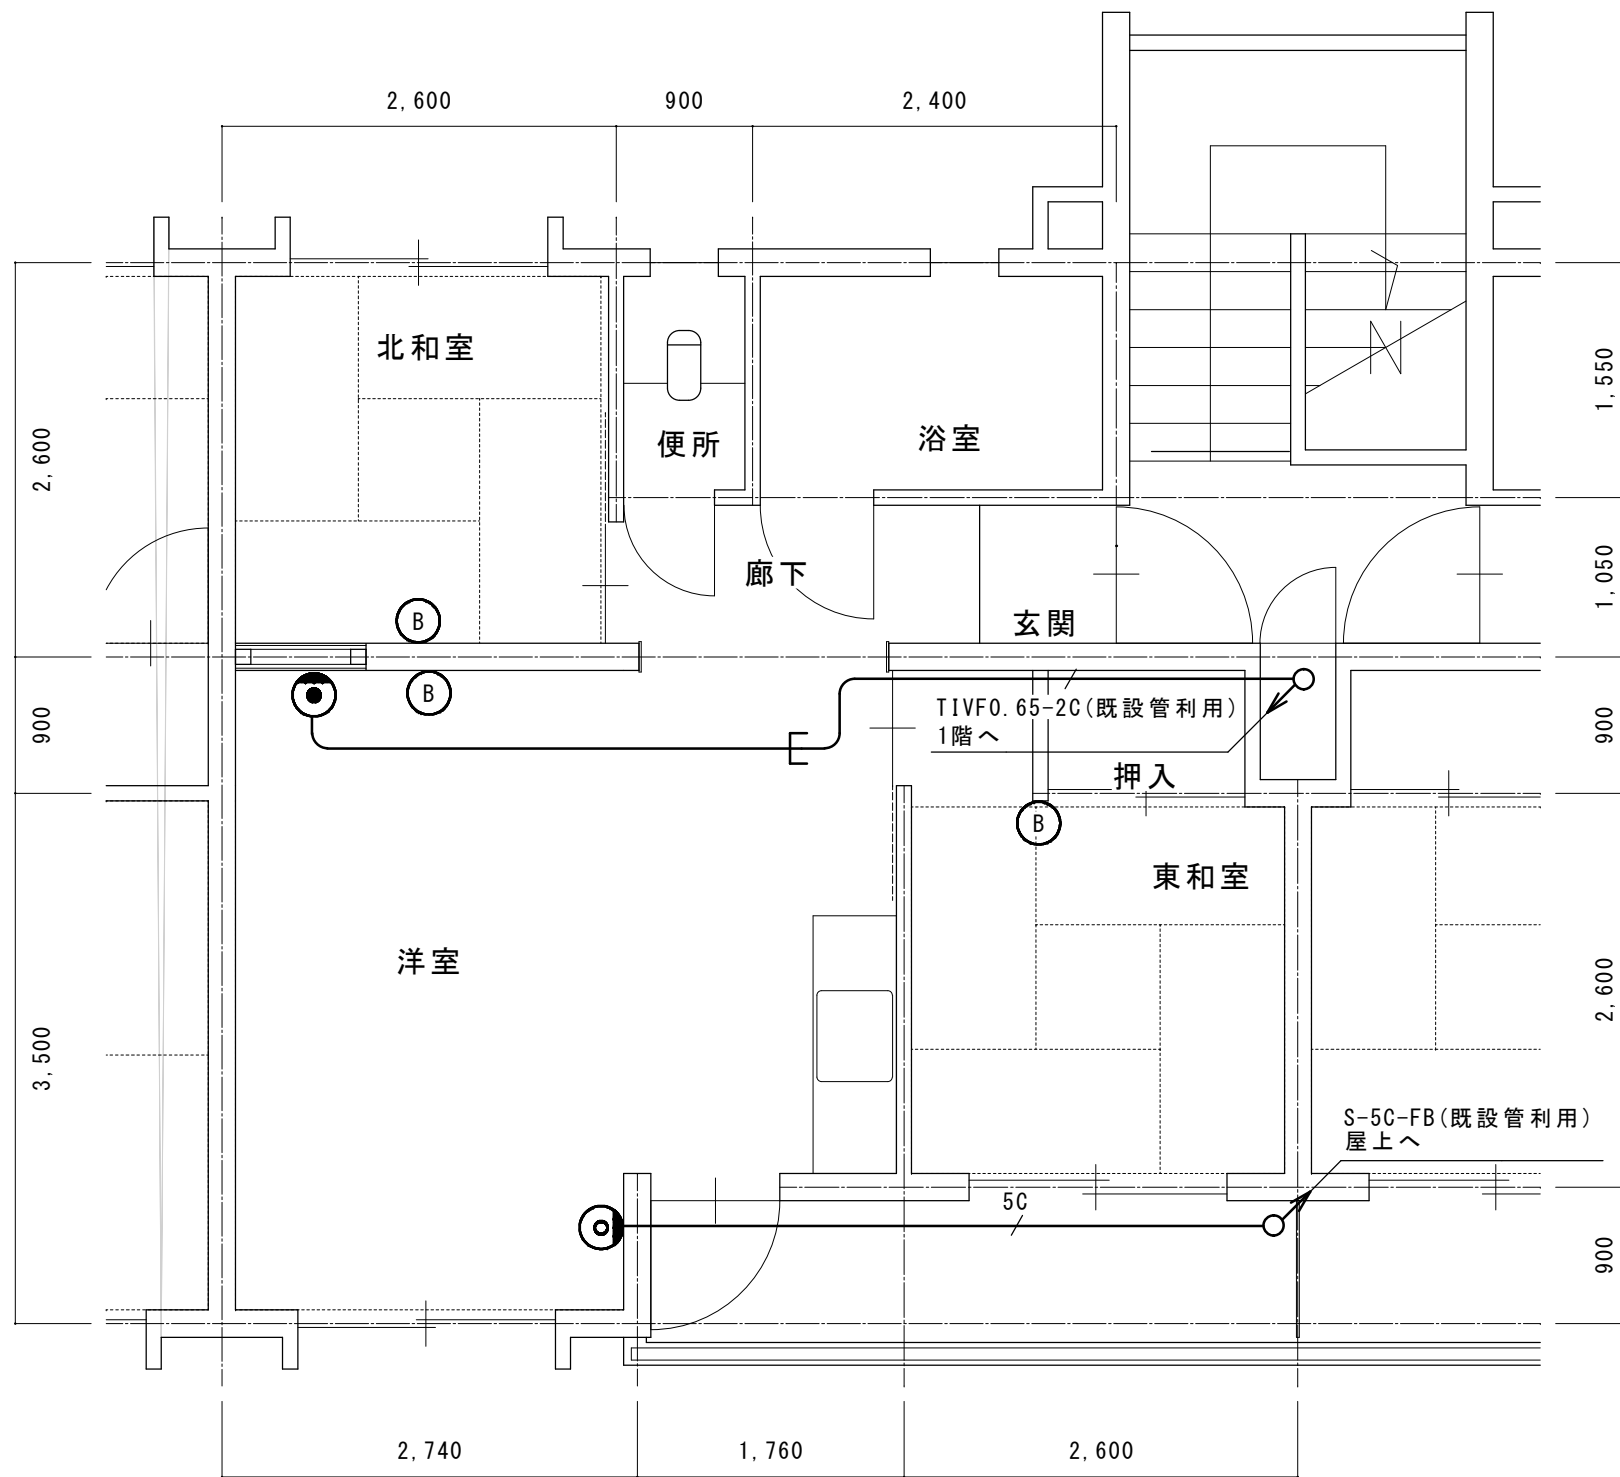 2,600
900
2,400
北和室
便所
浴室
1,550
2,600
廊下
1,050
玄関
B
B
TIVF0.65-2C(既設管利用)
1階へ
900
900
押入
B
東和室
洋室
2,600
3,500
S-5C-FB(既設管利用)
屋上へ
5C
900
2,740
1,760
2,600